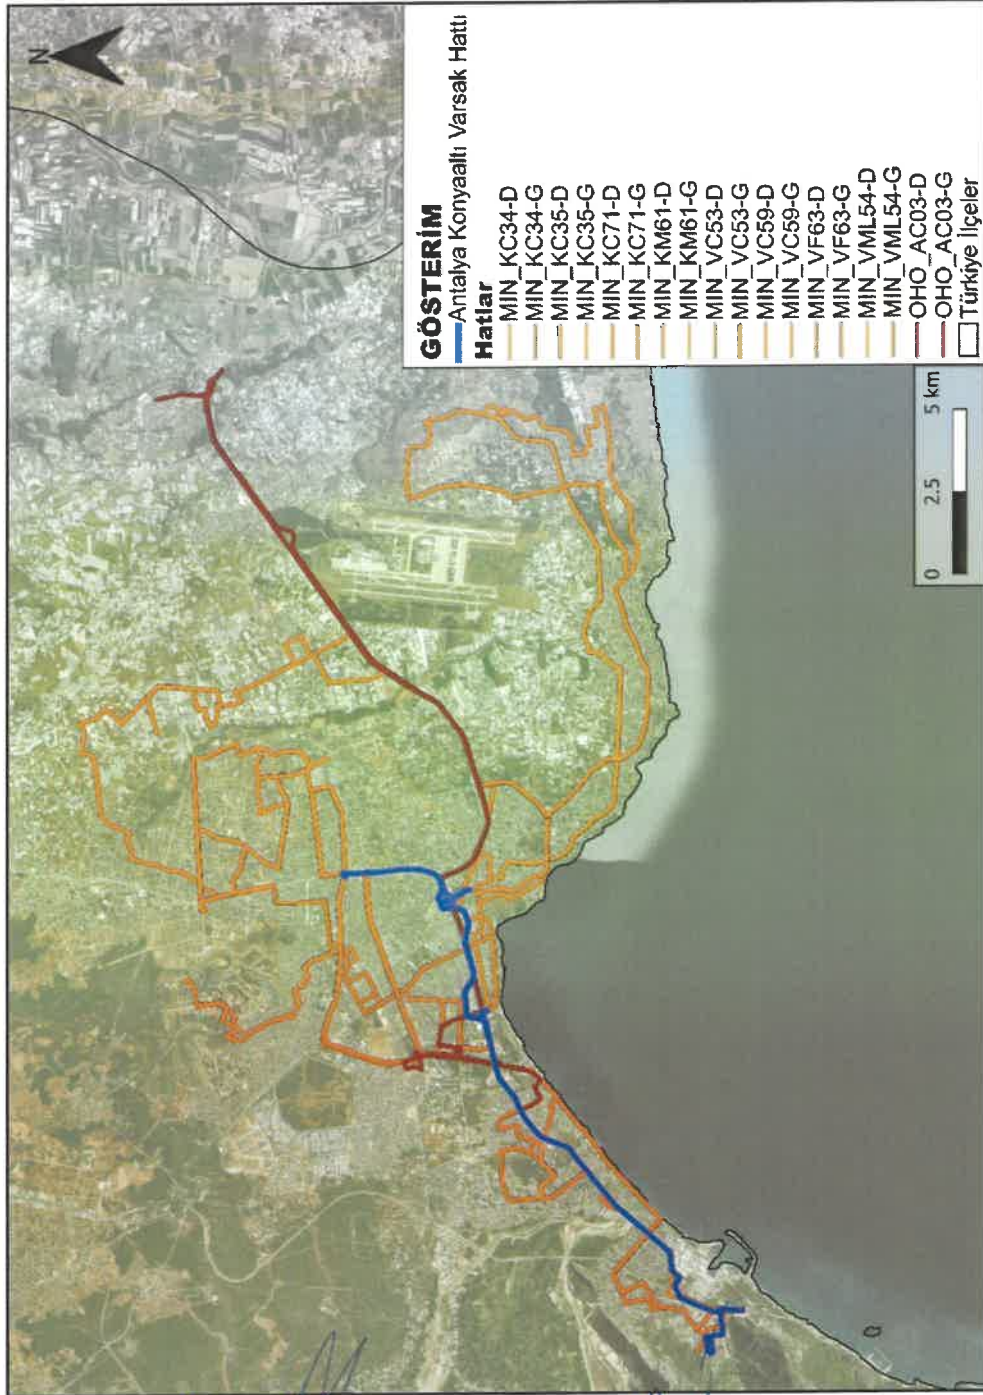 N
GÖSTERİM
Antalya Konyaaltı Varsak Hattı
Hatlar
MIN_KC34-D
MIN_KC34-G
MIN_KC35-D
MIN_KC35-G
MIN_KC71-D
MIN_KC71-G
MIN_KM61-D
MIN_KM61-G
MIN_VC53-D
MIN_VC53-G
MIN_VC59-D
MIN_VC59-G
MIN_VF63-D
MIN_VF63-G
MIN_VML54-D
MIN_VML54-G
OHO_AC03-D
OHO_AC03-G
Türkiye İlçeler
0 2.5 5 km